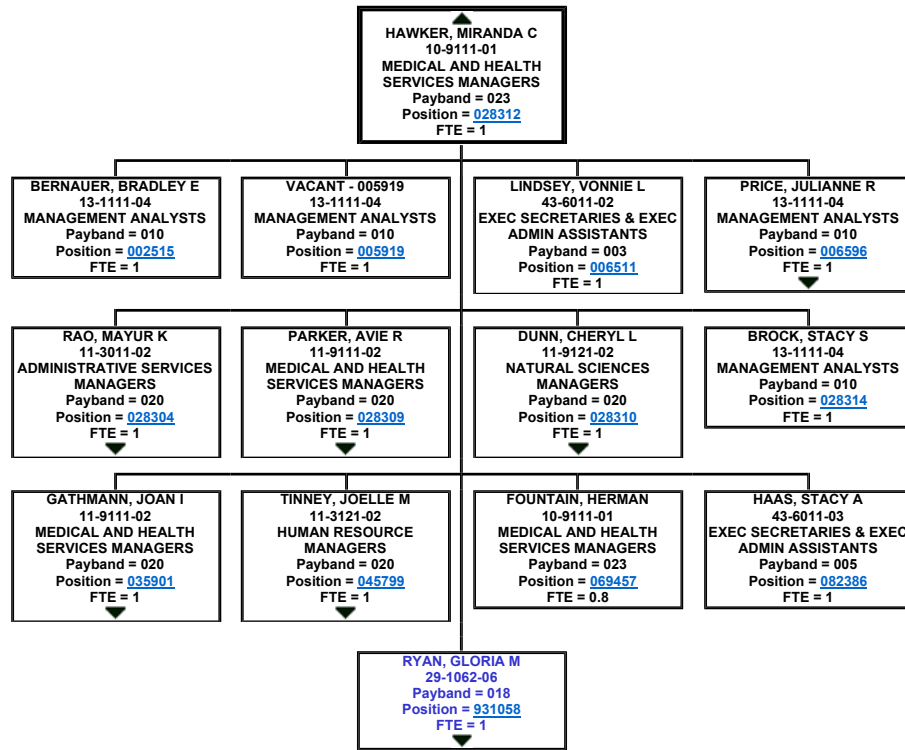 HAWKER, MIRANDA C
10-9111-01
MEDICAL AND HEALTH
SERVICES MANAGERS
Payband = 023
Position = 028312
FTE = 1
BERNAUER, BRADLEY E
13-1111-04
MANAGEMENT ANALYSTS
Payband = 010
Position = 002515
FTE = 1
VACANT - 005919
13-1111-04
MANAGEMENT ANALYSTS
Payband = 010
Position = 005919
FTE = 1
LINDSEY, VONNIE L
43-6011-02
EXEC SECRETARIES & EXEC
ADMIN ASSISTANTS
Payband = 003
Position = 006511
FTE = 1
PRICE, JULIANNE R
13-1111-04
MANAGEMENT ANALYSTS
Payband = 010
Position = 006596
FTE = 1
RAO, MAYUR K
11-3011-02
ADMINISTRATIVE SERVICES
MANAGERS
Payband = 020
Position = 028304
FTE = 1
PARKER, AVIE R
11-9111-02
MEDICAL AND HEALTH
SERVICES MANAGERS
Payband = 020
Position = 028309
FTE = 1
DUNN, CHERYL L
11-9121-02
NATURAL SCIENCES
MANAGERS
Payband = 020
Position = 028310
FTE = 1
BROCK, STACY S
13-1111-04
MANAGEMENT ANALYSTS
Payband = 010
Position = 028314
FTE = 1
GATHMANN, JOAN I
11-9111-02
MEDICAL AND HEALTH
SERVICES MANAGERS
Payband = 020
Position = 035901
FTE = 1
TINNEY, JOELLE M
11-3121-02
HUMAN RESOURCE
MANAGERS
Payband = 020
Position = 045799
FTE = 1
FOUNTAIN, HERMAN
10-9111-01
MEDICAL AND HEALTH
SERVICES MANAGERS
Payband = 023
Position = 069457
FTE = 0.8
HAAS, STACY A
43-6011-03
EXEC SECRETARIES & EXEC
ADMIN ASSISTANTS
Payband = 005
Position = 082386
FTE = 1
RYAN, GLORIA M
29-1062-06
Payband = 018
Position = 931058
FTE = 1